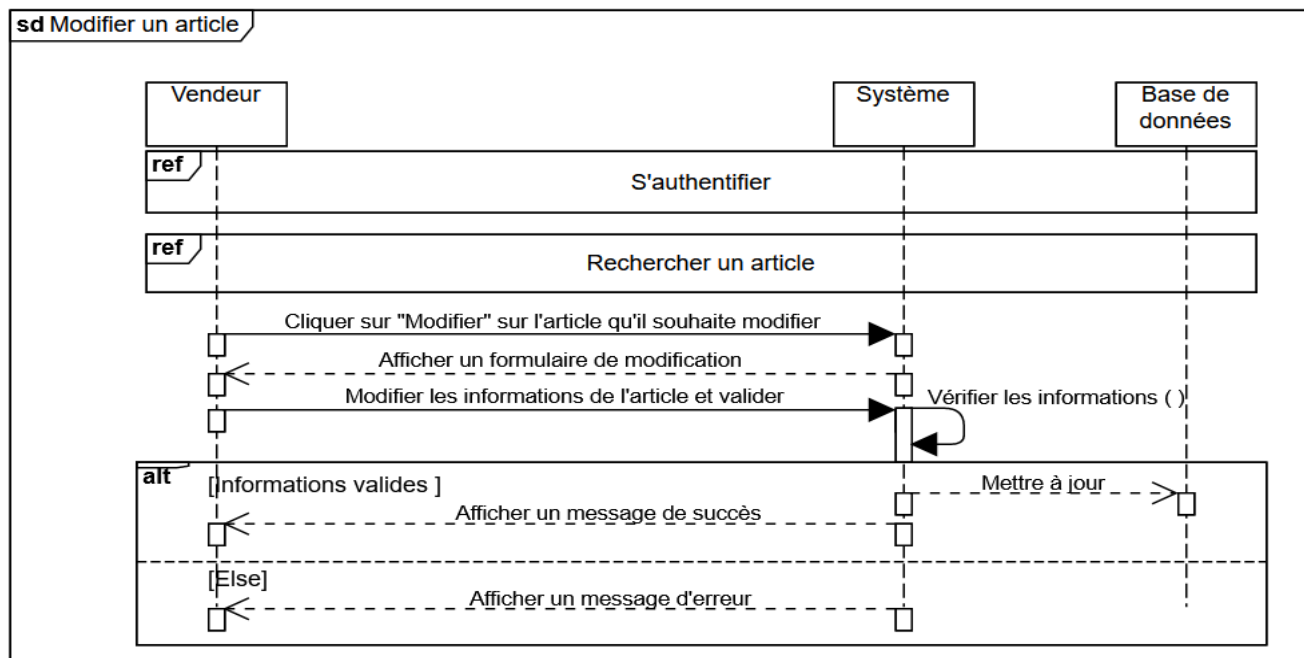 sd Modifier un article
Vendeur
Système
Base de
données
ref
S'authentifier
ref
Rechercher un article
Cliquer sur "Modifier" sur l'article qu'il souhaite modifier
Afficher un formulaire de modification
Modifier les informations de l'article et valider
Vérifier les informations ( )
alt
[Informations valides ]
Mettre à jour
Afficher un message de succès
[Else]
Afficher un message d'erreur